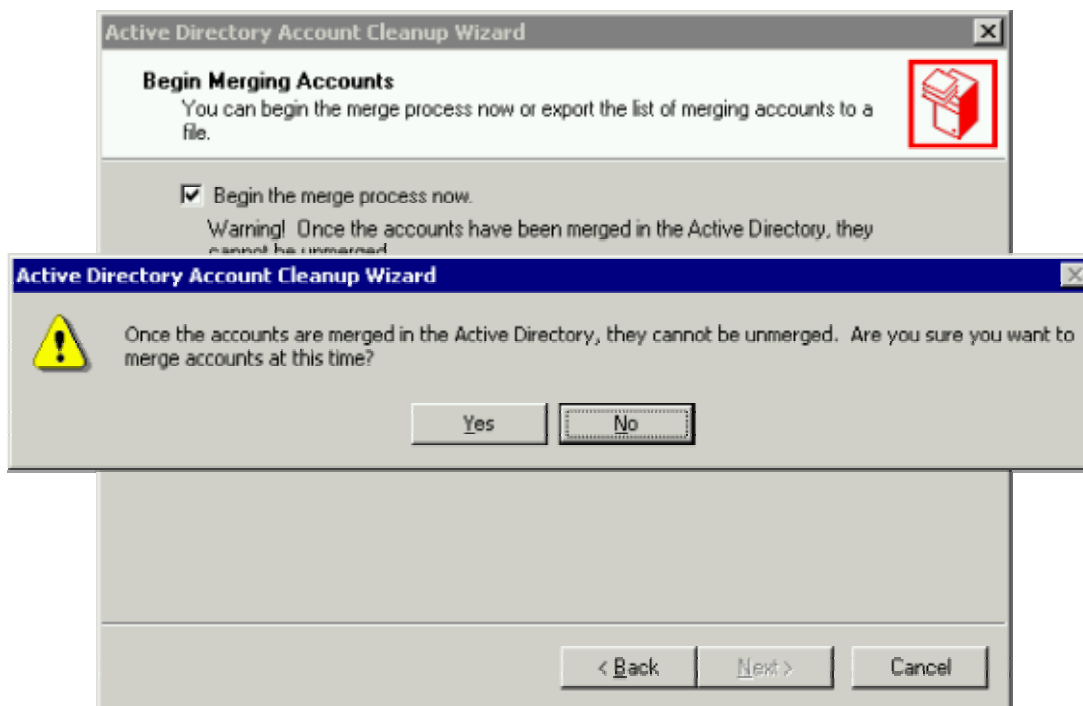 Active Directory Account Cleanup Wizard
Begin Merging Accounts
You can begin the merge process now or export the list of merging accounts to a
file.
Begin the merge process now.
Warning! Once the accounts have been merged in the Active Directory, they
cannot be unmerged.
Active Directory Account Cleanup Wizard
Once the accounts are merged in the Active Directory, they cannot be unmerged. Are you sure you want to
merge accounts at this time?
Yes
No
< Back
Next >
Cancel